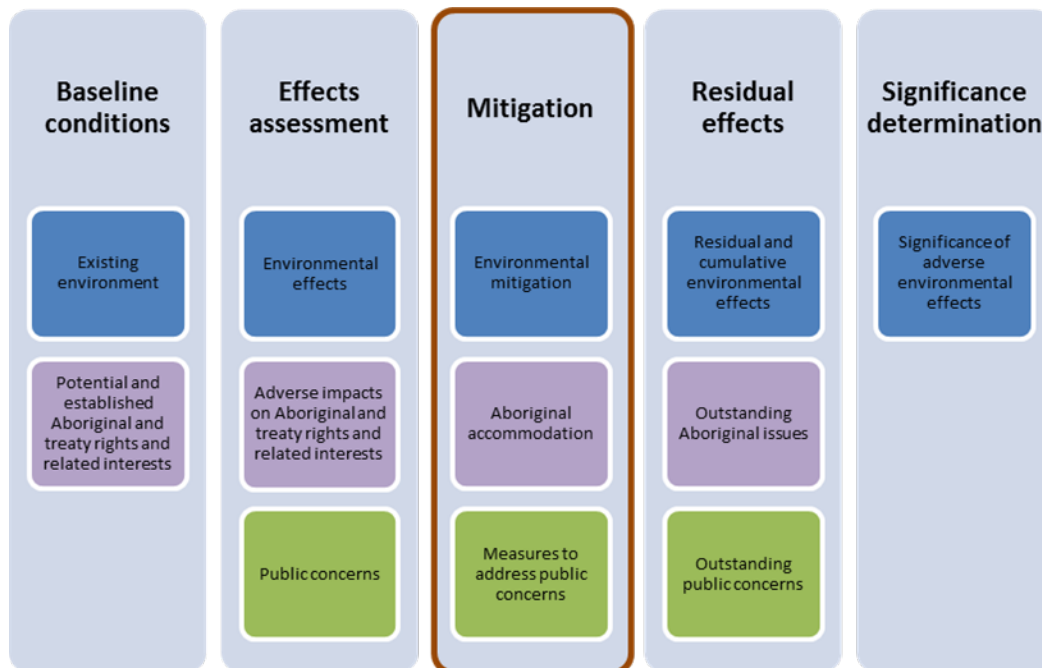 Baseline
conditions
Existing
environment
Potential and
established
Aboriginal and
treaty rights and
related interests
Effects
assessment
Environmental
effects
Adverse impacts
on Aboriginal and
treaty rights and
related interests
Public concerns
Mitigation
Environmental
mitigation
Aboriginal
accommodation
Measures to
address public
concerns
Residual
effects
Residual and
cumulative
environmental
effects
Outstanding
Aboriginal issues
Outstanding
public concerns
Significance
determination
Significance of
adverse
environmental
effects